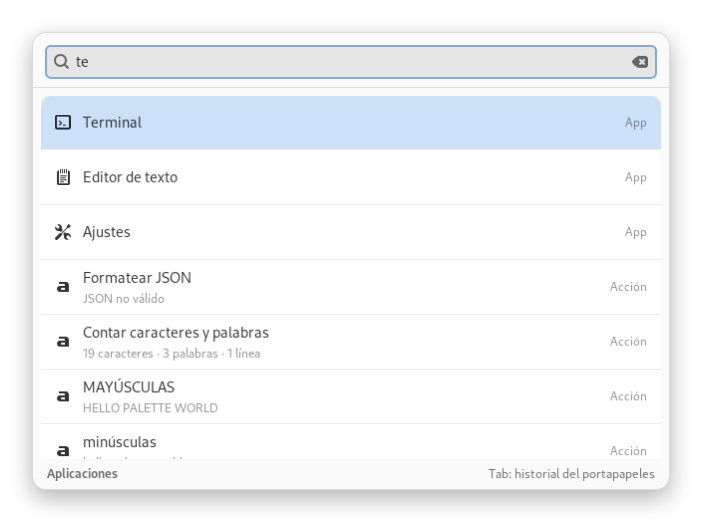 te
Terminal
App
Editor de texto
App
Ajustes
App
Formatear JSON
JSON no válido
Acción
Contar caracteres y palabras
19 caracteres · 3 palabras · 1 línea
Acción
MAYÚSCULAS
HELLO PALETTE WORLD
Acción
minúsculas
Acción
Aplicaciones
Tab: historial del portapapeles